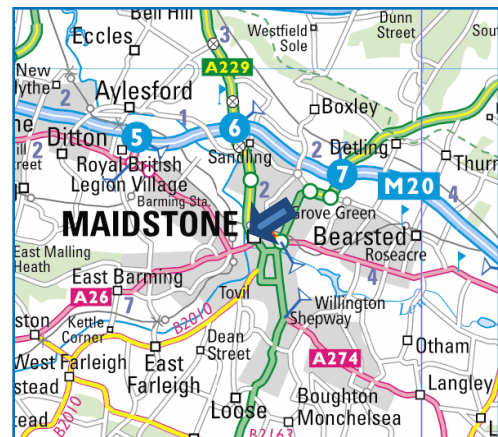 Bell Hill
Dunn
Street
Westfield
Sole
Eccles
3
A229
New
2
Aylesford
1
6
Boxley
5
Ditton
2
Royal British
Legion Village
Sandling
2
Detling
7
M20
4
Barming Sta.
2
Grove Green
MAIDSTONE
Bearsted
Roseacre
East Malling
Heath
4
East Barming
A26
7
Tovil
Len
Willington
Shepway
B2010
Kettle
Corner
Dean
Street
A274
Otham
West Farleigh
East
Farleigh
Langley
B2010
Loose
Boughton
Monchelsea
B2163